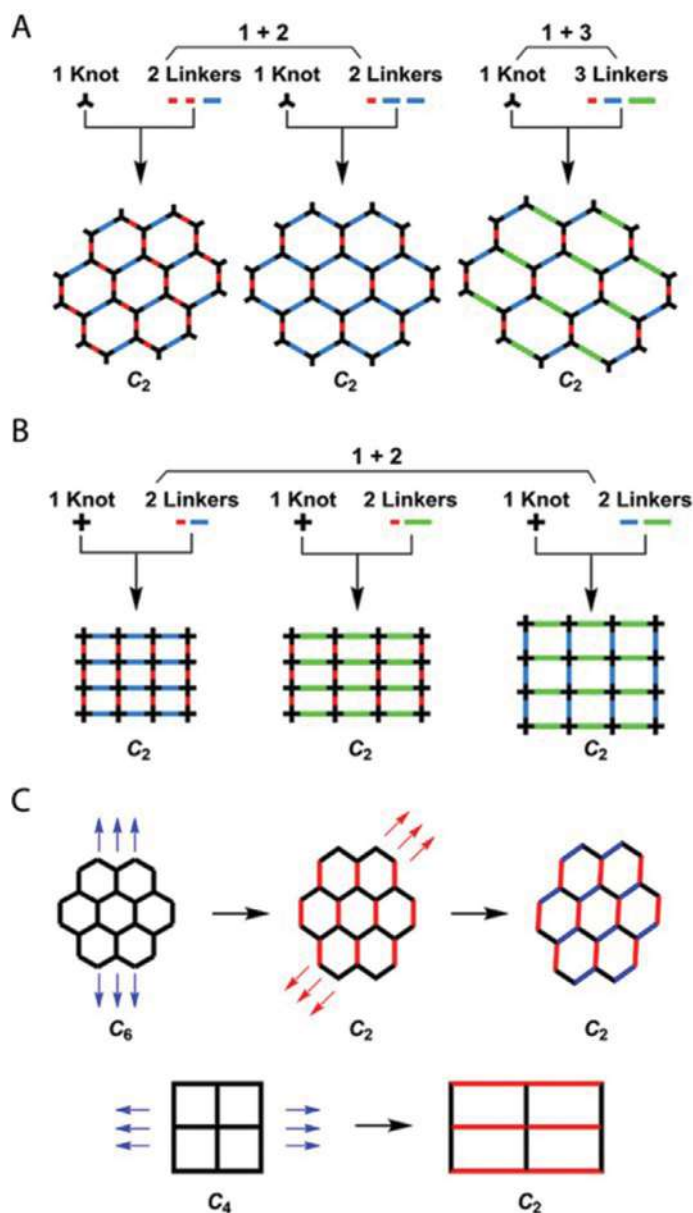 A
1 + 2 1 + 3
1 Knot 2 Linkers 1 Knot 2 Linkers 1 Knot 3 Linkers
C2 C2 C2
B
1 + 2
1 Knot 2 Linkers 1 Knot 2 Linkers 1 Knot 2 Linkers
C2 C2 C2
C
C6 C2 C2
C4 C2